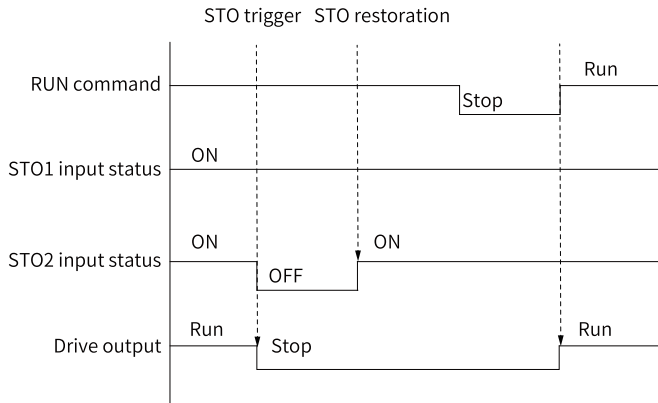 STO trigger STO restoration
Run
RUN command
Stop
ON
STO1 input status
ON ON
STO2 input status
OFF
Run Run
Drive output Stop